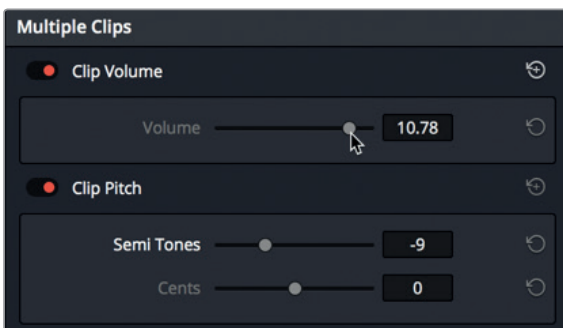 Multiple Clips
Clip Volume
Volume 10.78
Clip Pitch
Semi Tones -9
Cents 0